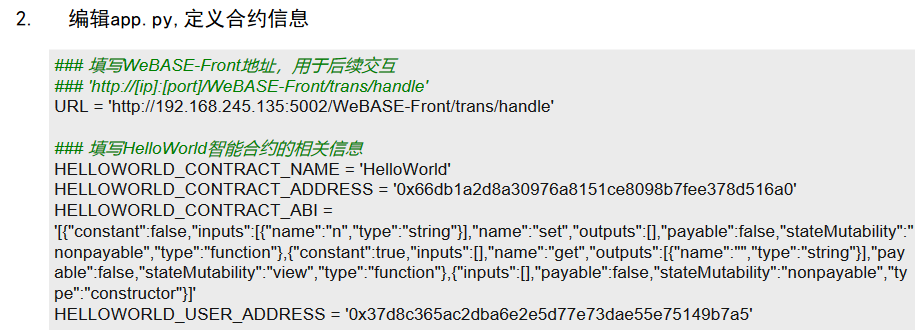 2. 编辑app.py,定义合约信息
### 填写WeBASE-Front地址，用于后续交互
### 'http://[ip]:[port]/WeBASE-Front/trans/handle'
URL = 'http://192.168.245.135:5002/WeBASE-Front/trans/handle'
### 填写HelloWorld智能合约的相关信息
HELLOWORLD_CONTRACT_NAME = 'HelloWorld'
HELLOWORLD_CONTRACT_ADDRESS = '0x66db1a2d8a30976a8151ce8098b7fee378d516a0'
HELLOWORLD_CONTRACT_ABI =
'[{"constant":false,"inputs":[{"name":"n","type":"string"}],"name":"set","outputs":[],"payable":false,"stateMutability":"
nonpayable","type":"function"},{"constant":true,"inputs":[],"name":"get","outputs":[{"name":"","type":"string"}],"pay
able":false,"stateMutability":"view","type":"function"},{"inputs":[],"payable":false,"stateMutability":"nonpayable","ty
pe":"constructor"}]'
HELLOWORLD_USER_ADDRESS = '0x37d8c365ac2dba6e2e5d77e73dae55e75149b7a5'